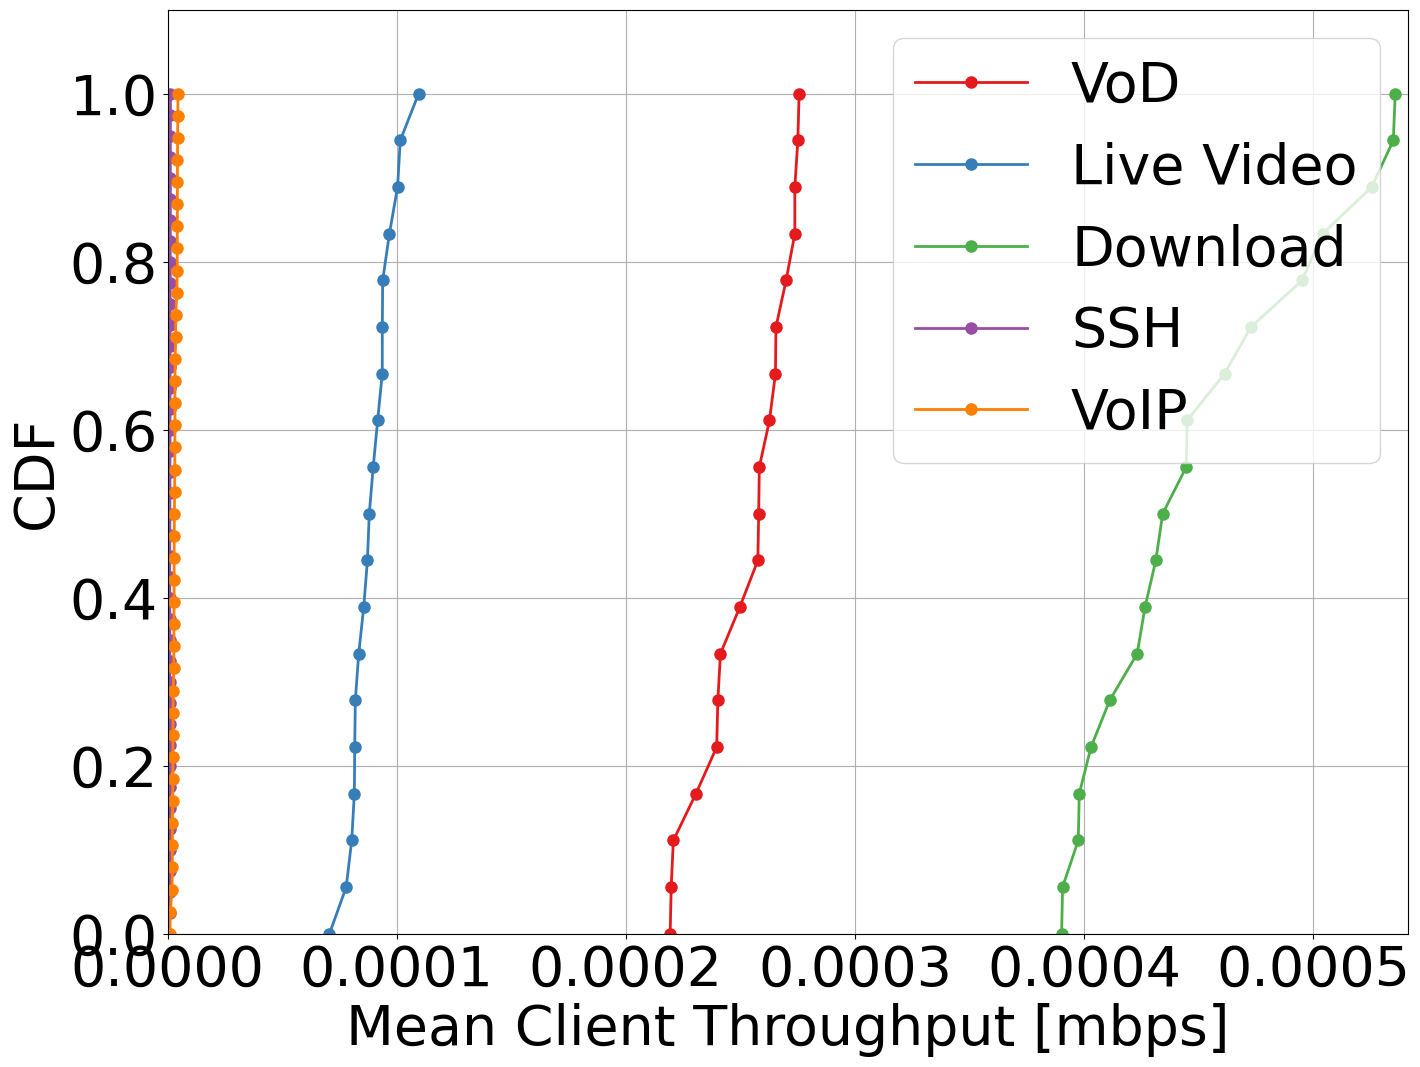 1.0
0.8
0.6
0.4
0.2
0.0
CDF
VoD
Live Video
Download
SSH
VoIP
0.0000 0.0001 0.0002 0.0003 0.0004 0.0005
Mean Client Throughput [mbps]